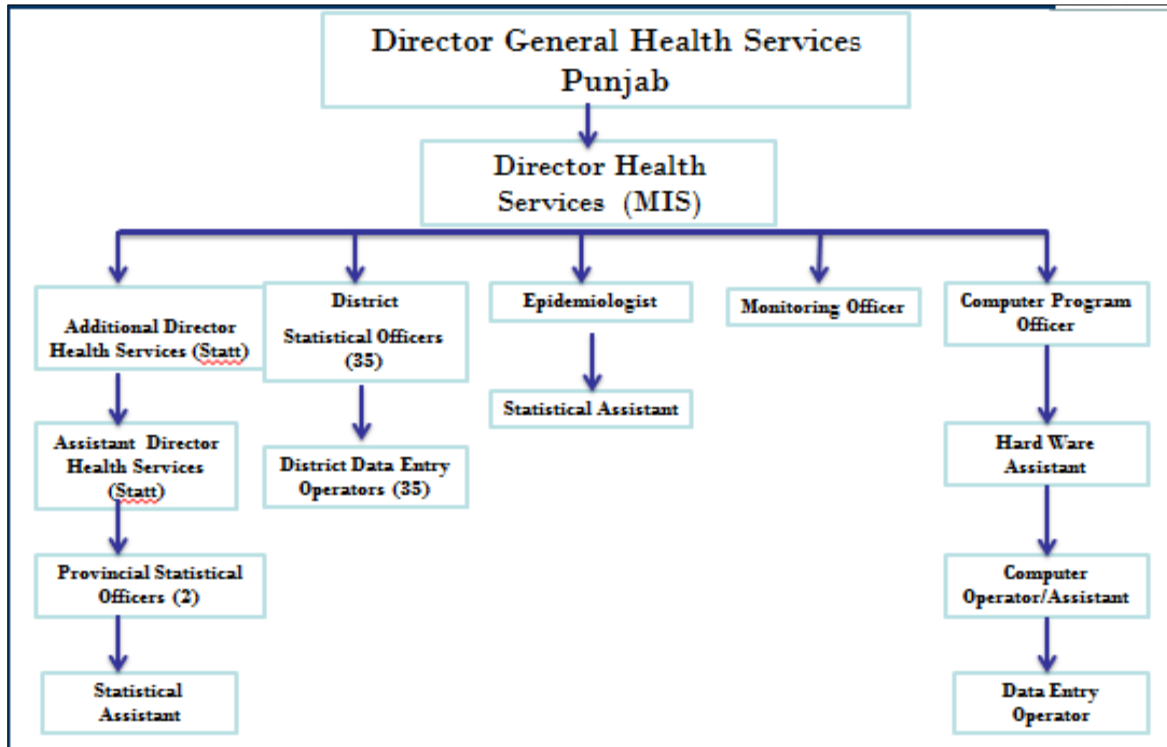 Director General Health Services
Punjab
Director Health
Services (MIS)
Additional Director
Health Services (Statt)
District
Statistical Officers
(35)
Epidemiologist
Monitoring Officer
Computer Program
Officer
Assistant Director
Health Services
(Statt)
District Data Entry
Operators (35)
Statistical Assistant
Hard Ware
Assistant
Provincial Statistical
Officers (2)
Computer
Operator/Assistant
Statistical
Assistant
Data Entry
Operator